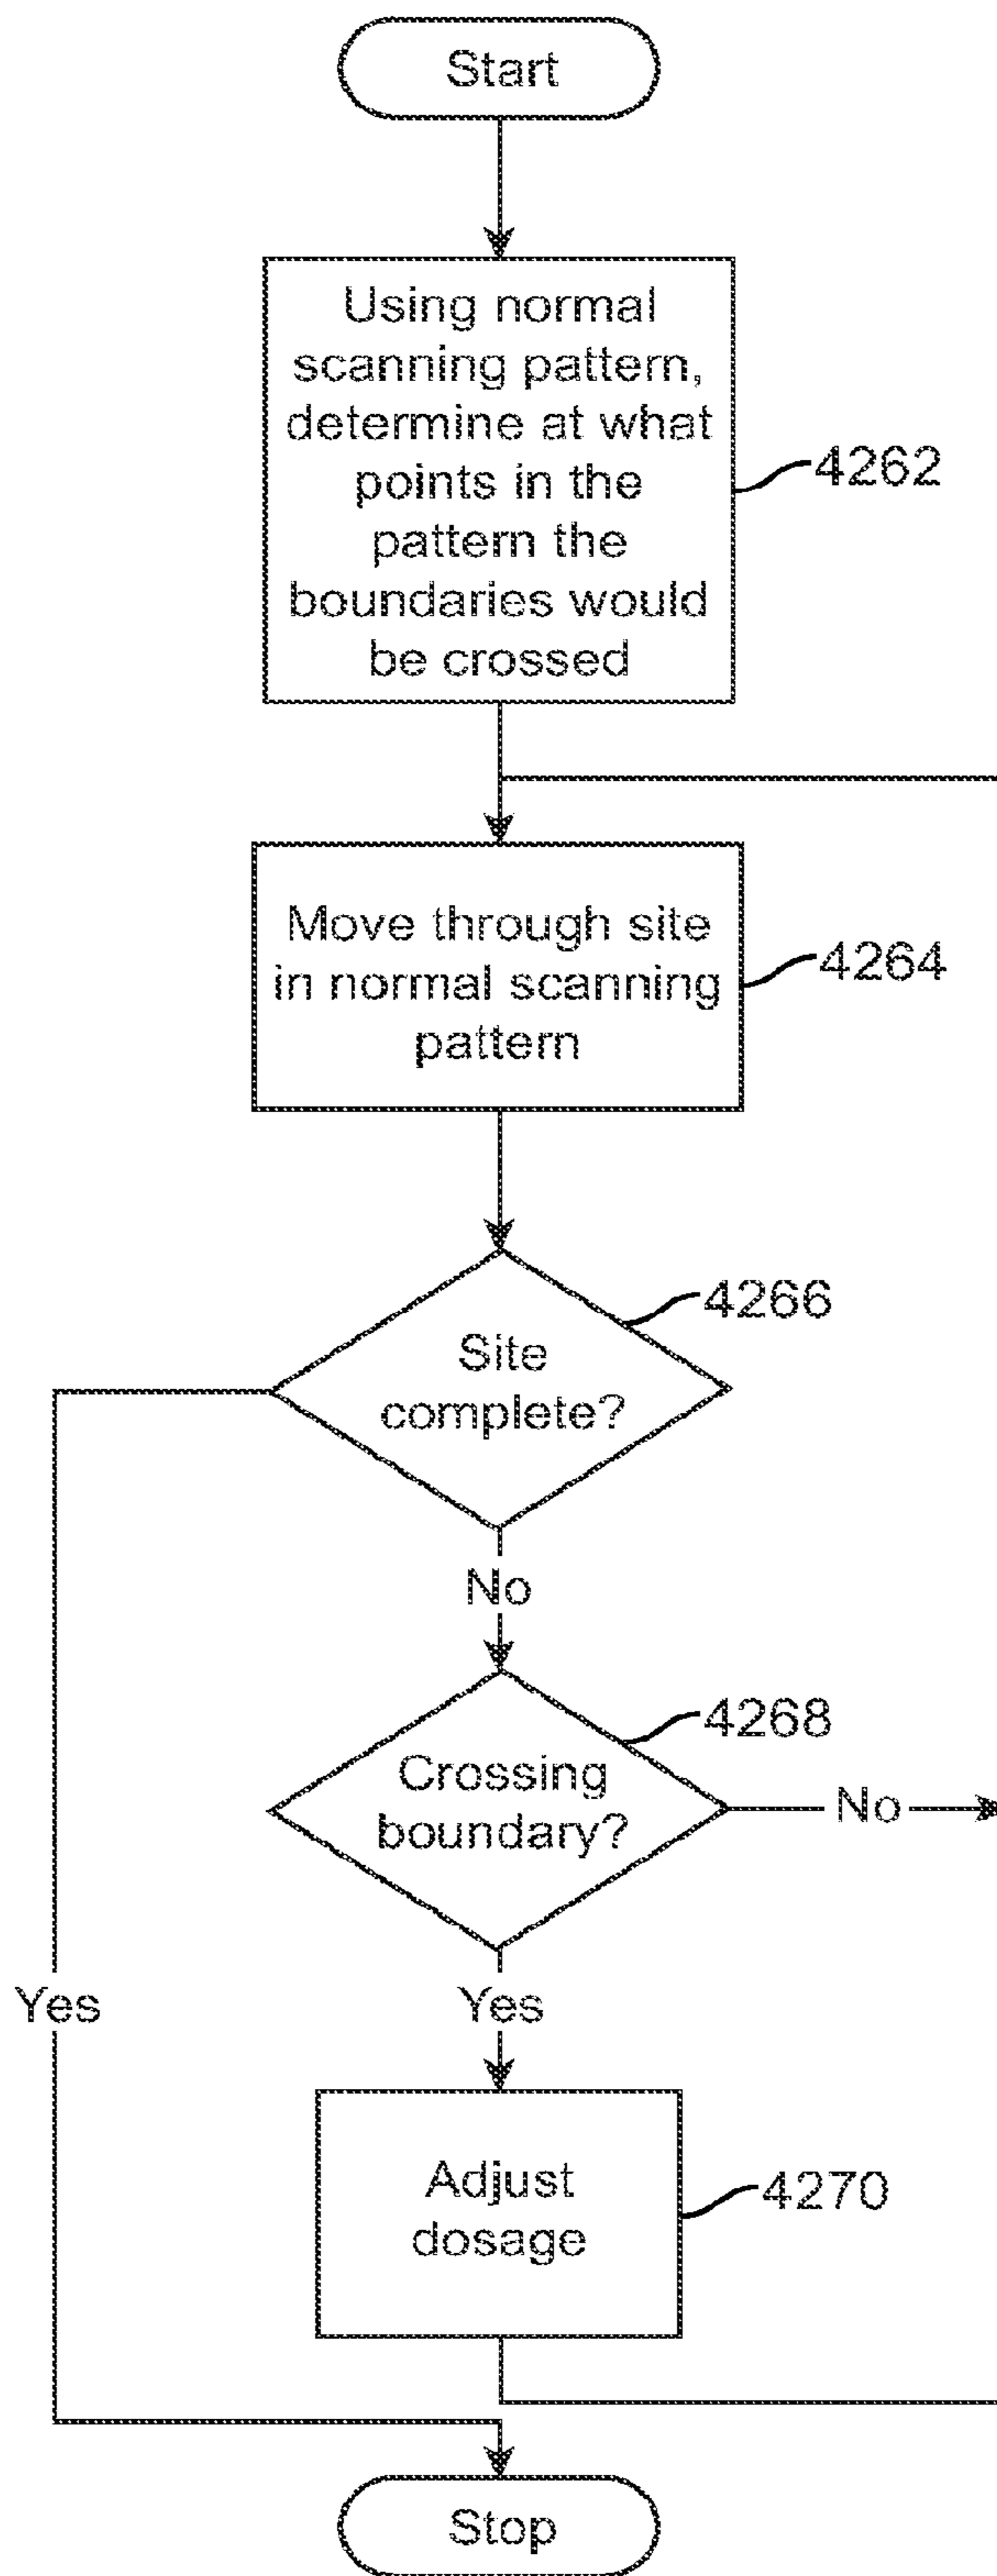 Start
Using normal
scanning pattern,
determine at what
points in the
pattern the
boundaries would
be crossed
4262
Move through site
in normal scanning
pattern
4264
4266
Site
complete?
No
4268
Crossing
boundary?
No
Yes
Yes
Adjust
dosage
4270
Stop